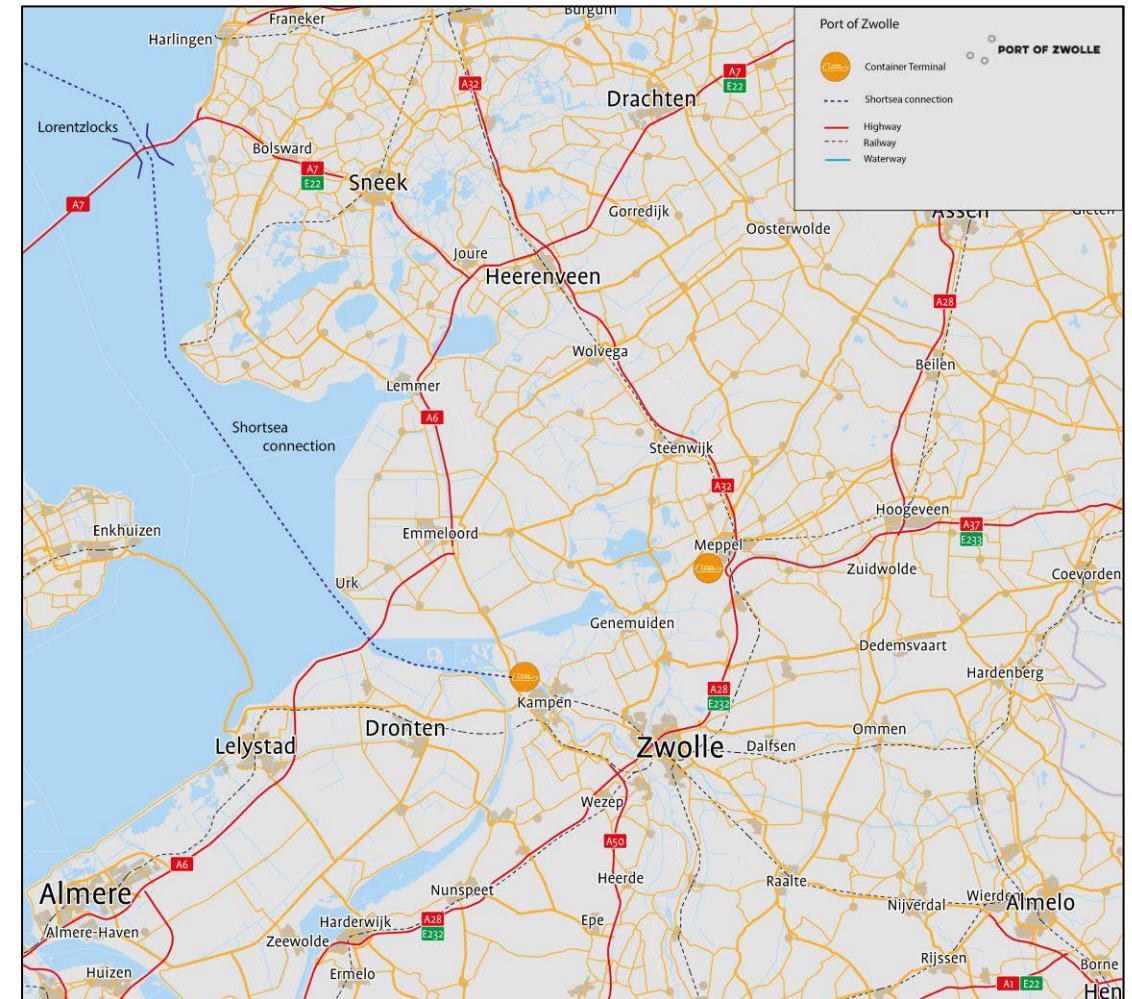 Franeker
Burgum
Harlingen
Port of Zwolle
PORT OF ZWOLLE
Container Terminal
Shortsea connection
Highway
Railway
Waterway
A32
A7
E22
Drachten
Lorentzlocks
Bolsward
A7
E22
Sneek
A7
Gorredijk
Oosterwolde
Assen
Gieten
Joure
Heerenveen
A28
Wolvega
Beilen
Lemmer
A6
Shortsea
connection
Steenwijk
A32
Hoogeveen
A37
E233
Enkhuizen
Emmeloord
Meppel
Zuidwolde
Coevorden
Urk
Genemuiden
Dedemsvaart
Hardenberg
A28
E232
Kampen
Dronten
Lelystad
Zwolle
Dalfsen
Ommen
Wezep
A50
A6
Almere
Nunspeet
Heerde
Raalte
Nijverdal
Wierden
Almelo
Almere-Haven
Harderwijk
A28
E232
Epe
Zeewolde
Huizen
Ermelo
Rijssen
Borne
A1
E22
Hen